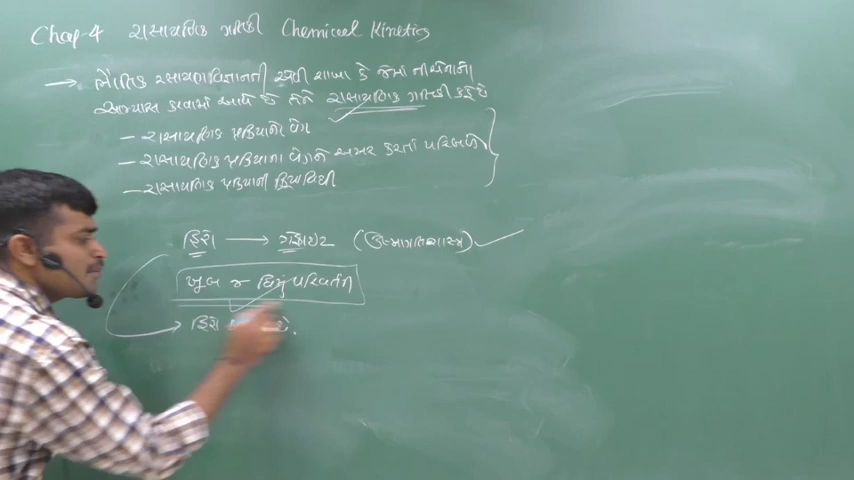 Chap-4 રાસાયણિક ગતિકી Chemical Kinetics
→ ભૌતિક રસાયણવિજ્ઞાનની એવી શાખા કે જેમાં નીચેનાનો
અભ્યાસ કરવામાં આવે છે તેને રાસાયણિક ગતિકી કહે છે
- રાસાયણિક પ્રક્રિયાનો વેગ
- રાસાયણિક પ્રક્રિયાના વેગને અસર કરતાં પરિબળો
- રાસાયણિક પ્રક્રિયાની ક્રિયાવિધી
હિરો → ગ્રેફાઇટ (ઉષ્માગતિશાસ્ત્ર)
ખૂબ જ ધિમું પરિવર્તન
હિરો છે.